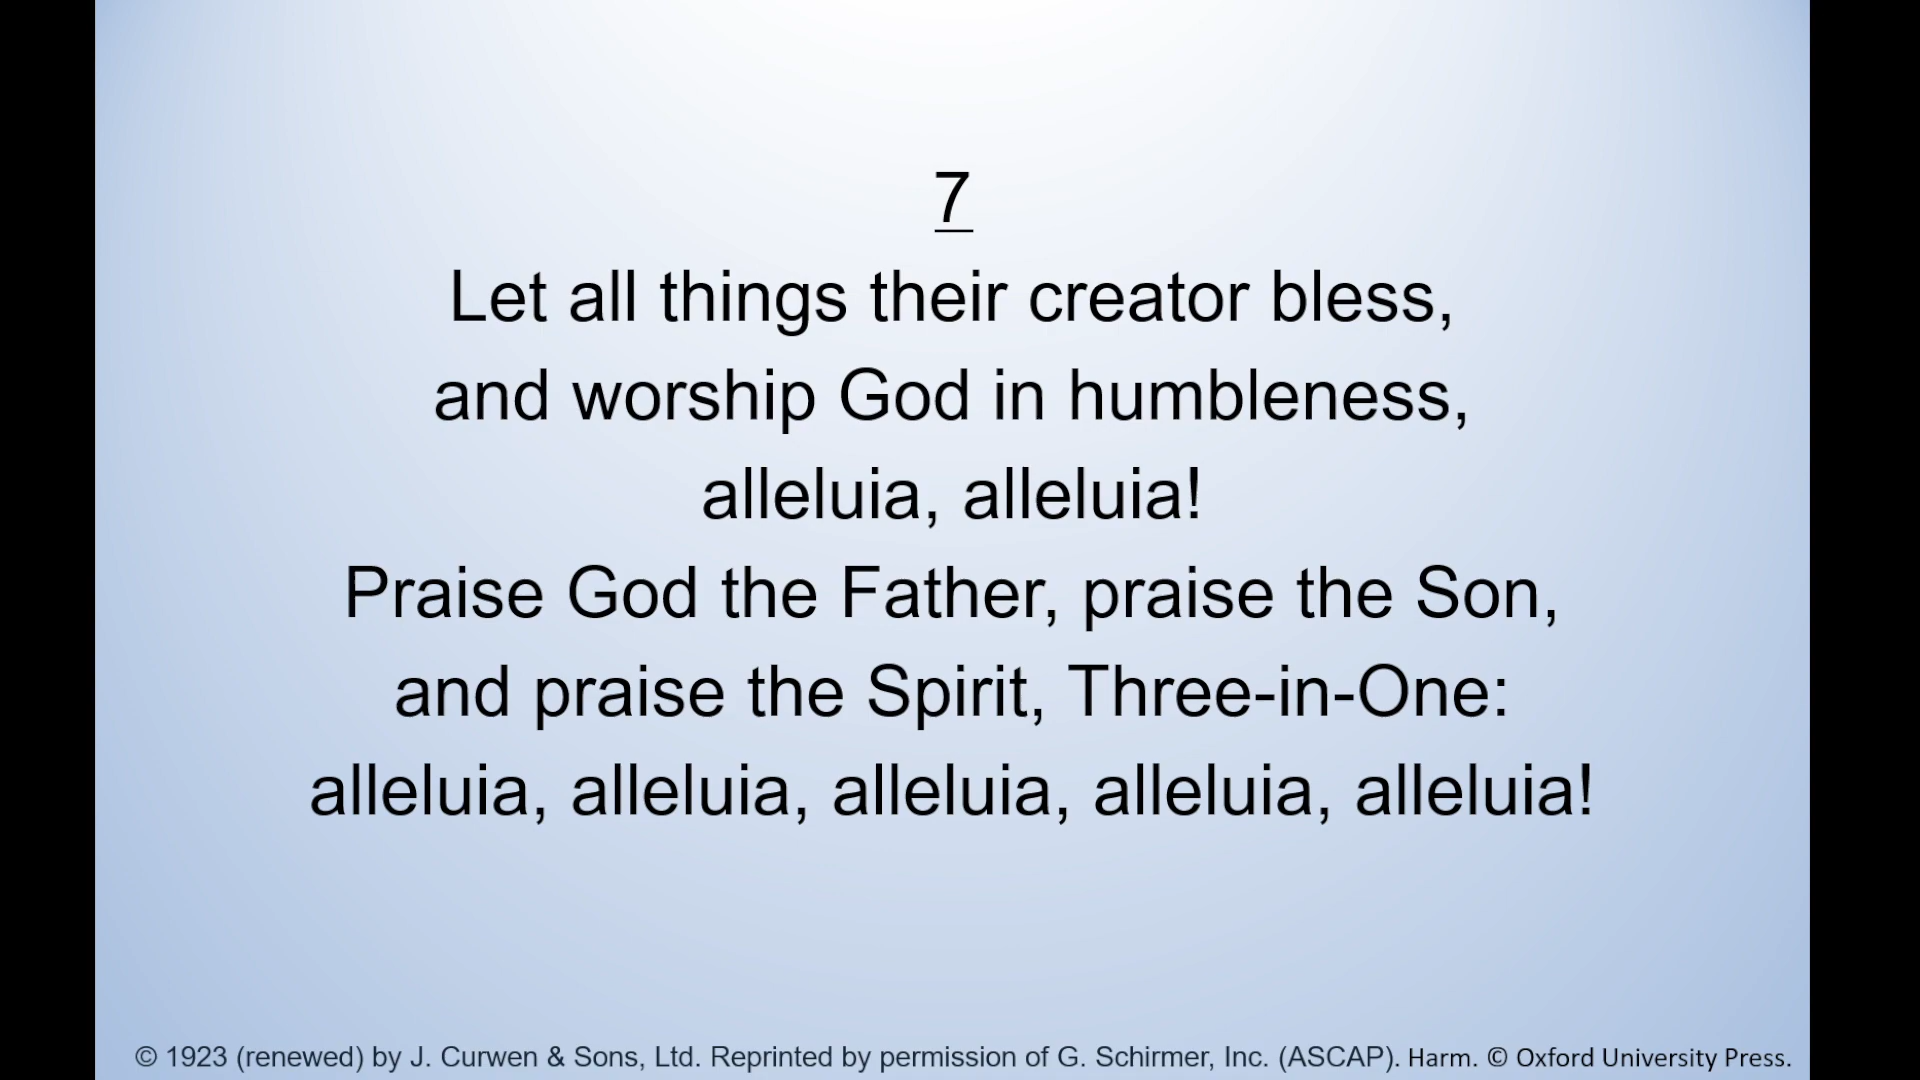 7
Let all things their creator bless,
and worship God in humbleness,
alleluia, alleluia!
Praise God the Father, praise the Son,
and praise the Spirit, Three-in-One:
alleluia, alleluia, alleluia, alleluia, alleluia!
© 1923 (renewed) by J. Curwen & Sons, Ltd. Reprinted by permission of G. Schirmer, Inc. (ASCAP). Harm. © Oxford University Press.